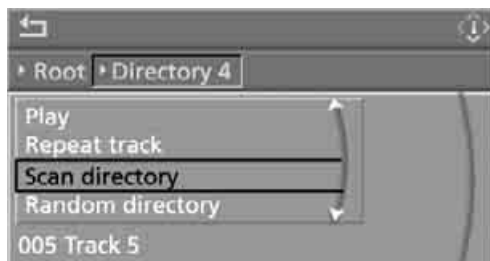 Root Directory 4
Play
Repeat track
Scan directory
Random directory
005 Track 5